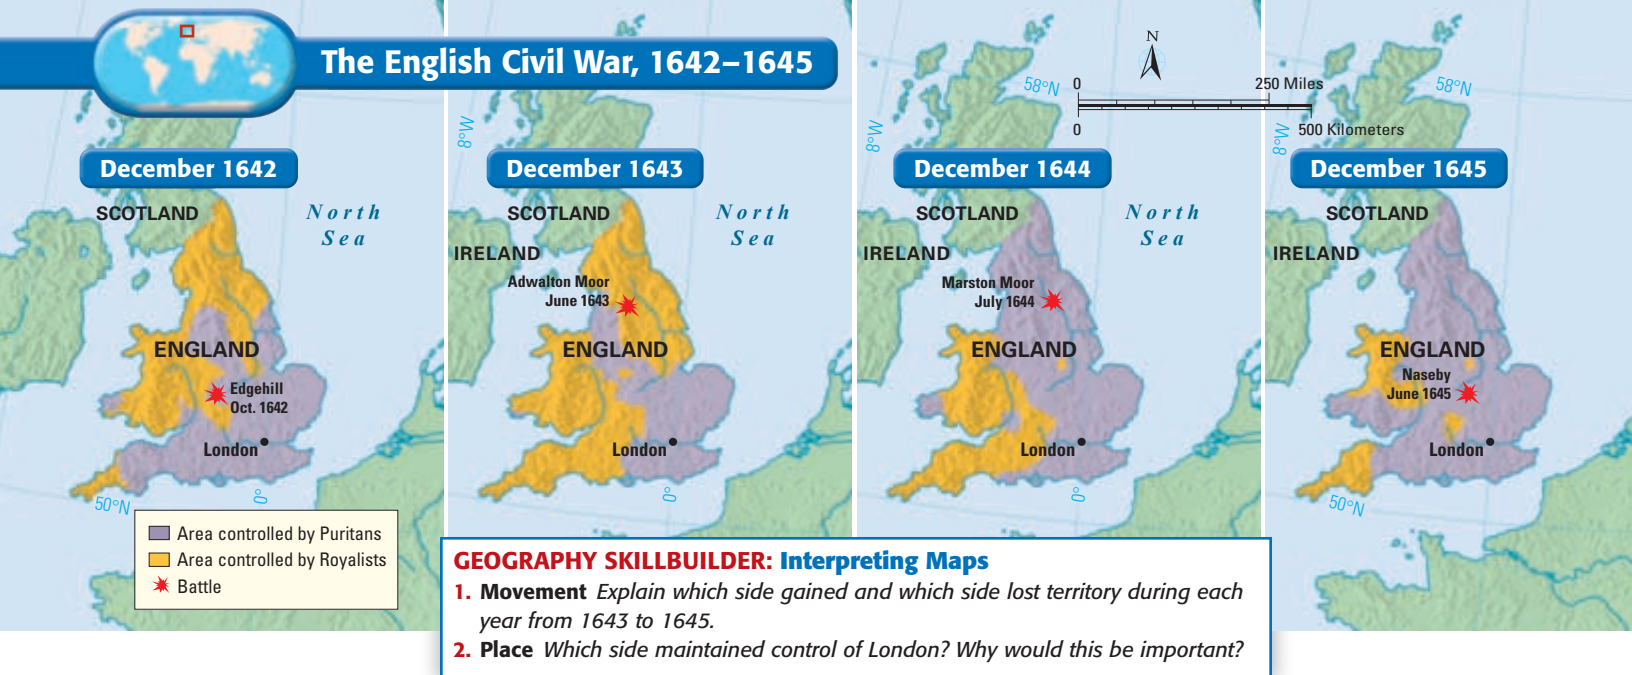 The English Civil War, 1642–1645
N
0 250 Miles
0 500 Kilometers
December 1642
SCOTLAND
North
Sea
ENGLAND
Edgehill
Oct. 1642
London
50°N
0°
Area controlled by Puritans
Area controlled by Royalists
Battle
December 1643
8°W
SCOTLAND
North
Sea
IRELAND
Adwalton Moor
June 1643
ENGLAND
London
0°
December 1644
58°N
8°W
SCOTLAND
North
Sea
IRELAND
Marston Moor
July 1644
ENGLAND
London
0°
December 1645
58°N
8°W
SCOTLAND
IRELAND
ENGLAND
Naseby
June 1645
London
50°N
GEOGRAPHY SKILLBUILDER: Interpreting Maps
1. Movement Explain which side gained and which side lost territory during each
year from 1643 to 1645.
2. Place Which side maintained control of London? Why would this be important?